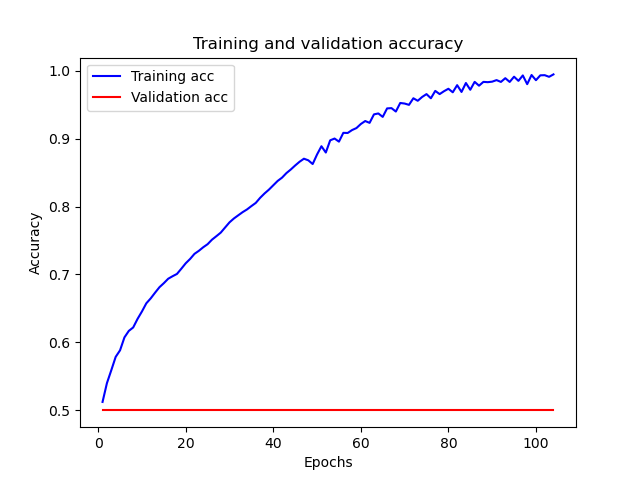 Training and validation accuracy
Training acc
Validation acc
1.0
0.9
0.8
0.7
0.6
0.5
Accuracy
0
20
40
60
80
100
Epochs